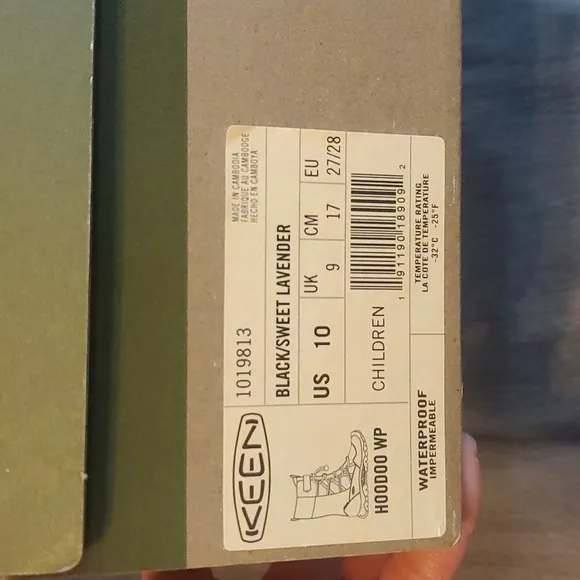 KEEN
1019813
MADE IN CAMBODIA
FABRIQUÉ AU CAMBODGE
HECHO EN CAMBOYA
BLACK/SWEET LAVENDER
US 10
UK 9
CM 17
EU 27/28
HOODOO WP
CHILDREN
1 91190 18909 2
WATERPROOF
IMPERMEABLE
TEMPERATURE RATING
LA COTE DE TEMPERATURE
-32°C -25°F